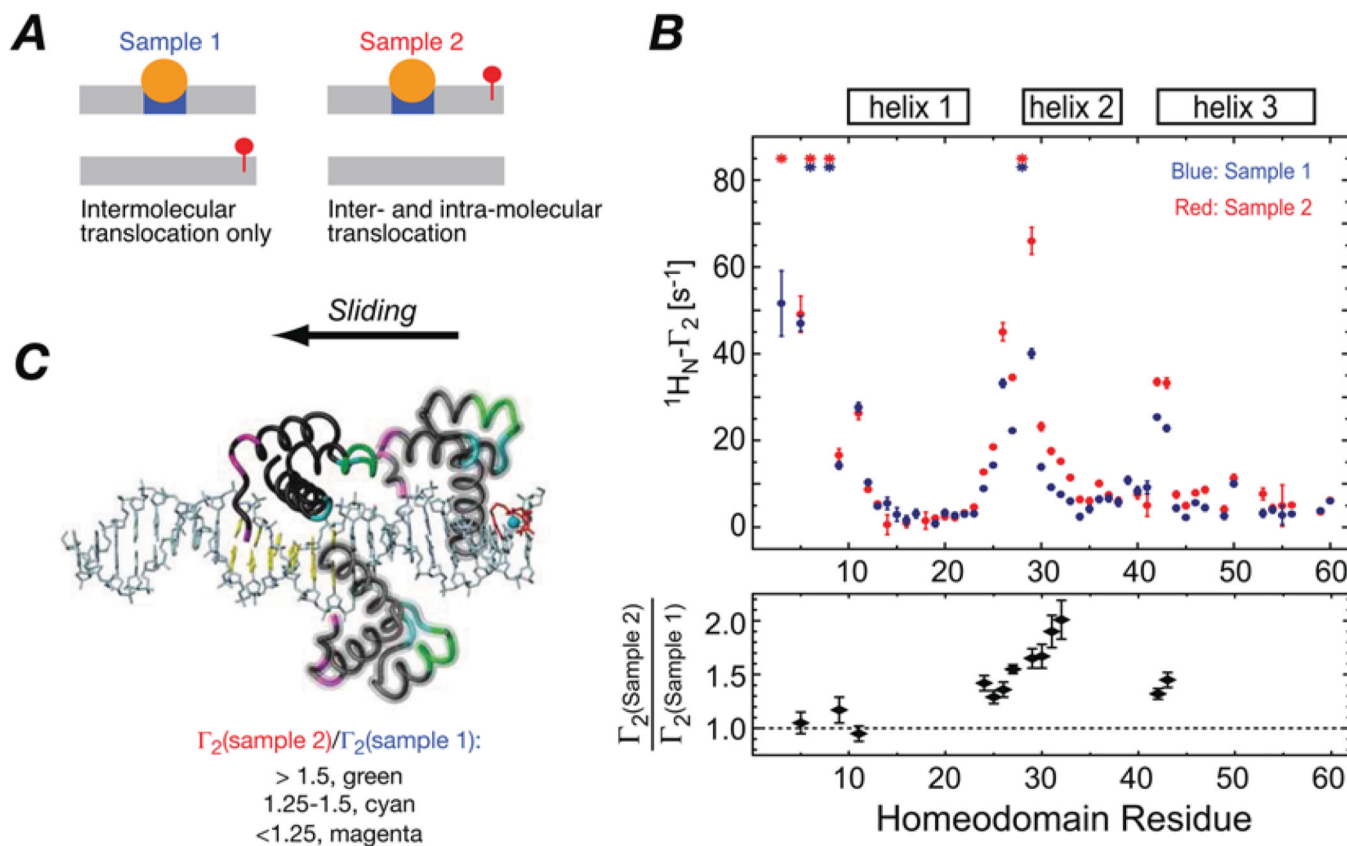 A
Sample 1
Sample 2
Intermolecular
translocation only
Inter- and intra-molecular
translocation
B
helix 1
helix 2
helix 3
Blue: Sample 1
Red: Sample 2
¹H_N-Γ₂ [s⁻¹]
80
60
40
20
0
10
20
30
40
50
60
Γ₂(Sample 2)
Γ₂(Sample 1)
2.0
1.5
1.0
10
20
30
40
50
60
Homeodomain Residue
Sliding
C
Γ₂(sample 2)/Γ₂(sample 1):
> 1.5, green
1.25-1.5, cyan
<1.25, magenta